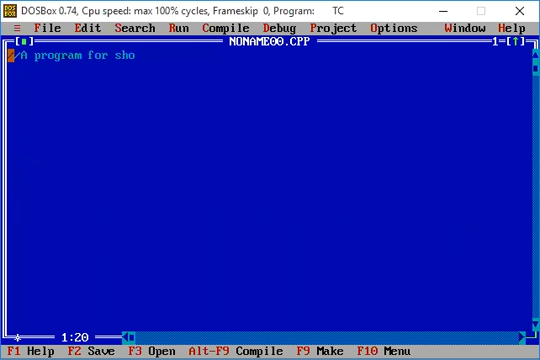 DOSBox 0.74, Cpu speed: max 100% cycles, Frameskip 0, Program: TC
≡ File Edit Search Run Compile Debug Project Options Window Help
[■] NONAME00.CPP 1=[↑]
//A program for sho
* 1:20
F1 Help F2 Save F3 Open Alt-F9 Compile F9 Make F10 Menu